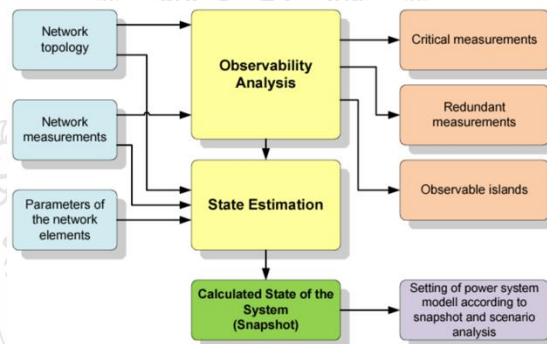 Network
topology
Network
measurements
Parameters of
the network
elements
Observability
Analysis
State Estimation
Calculated State of the
System
(Snapshot)
Critical measurements
Redundant
measurements
Observable islands
Setting of power system
modell according to
snapshot and scenario
analysis